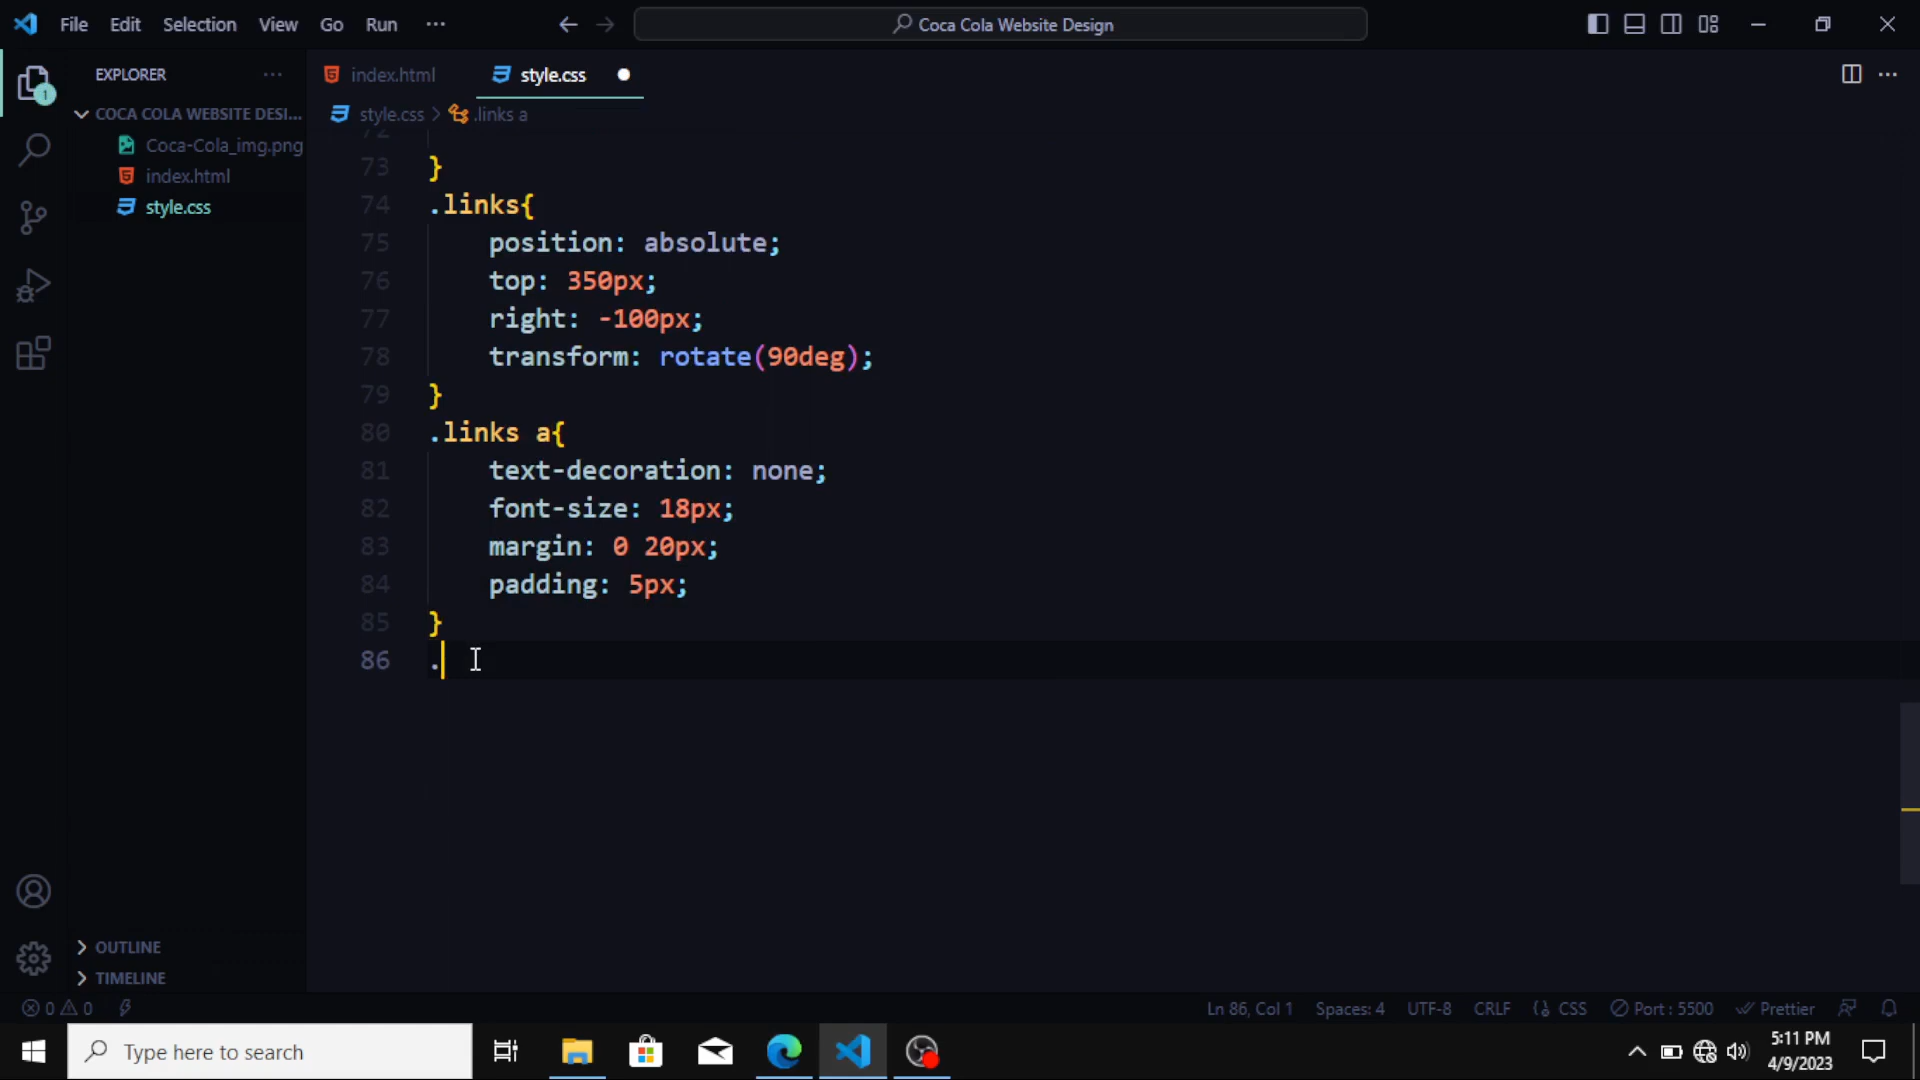 File Edit Selection View Go Run ··· Coca Cola Website Design
EXPLORER ···
index.html style.css
COCA COLA WEBSITE DESI...
style.css > .links a
Coca-Cola_img.png
index.html
style.css
72
73 }
74 .links{
75 position: absolute;
76 top: 350px;
77 right: -100px;
78 transform: rotate(90deg);
79 }
80 .links a{
81 text-decoration: none;
82 font-size: 18px;
83 margin: 0 20px;
84 padding: 5px;
85 }
86 .
1
OUTLINE
TIMELINE
0 0 Ln 86, Col 1 Spaces: 4 UTF-8 CRLF CSS Port : 5500 Prettier
Type here to search
5:11 PM
4/9/2023